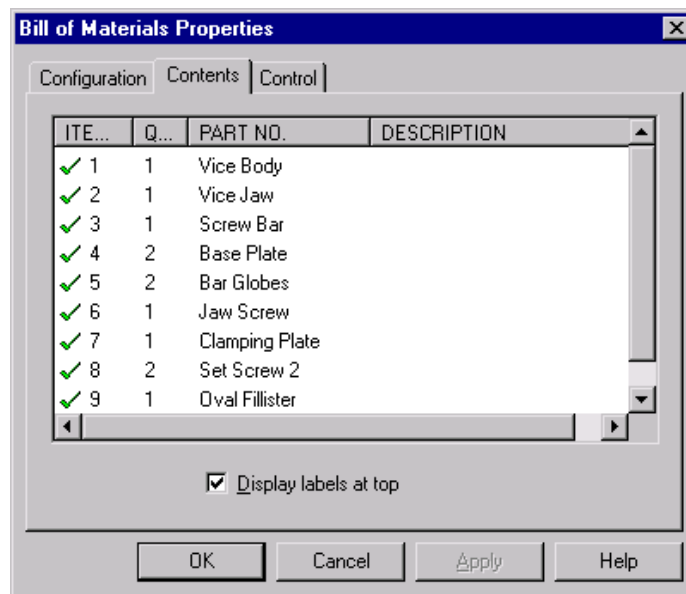 Bill of Materials Properties
Configuration Contents Control
ITE... Q... PART NO. DESCRIPTION
1 1 Vice Body
2 1 Vice Jaw
3 1 Screw Bar
4 2 Base Plate
5 2 Bar Globes
6 1 Jaw Screw
7 1 Clamping Plate
8 2 Set Screw 2
9 1 Oval Fillister
Display labels at top
OK Cancel Apply Help